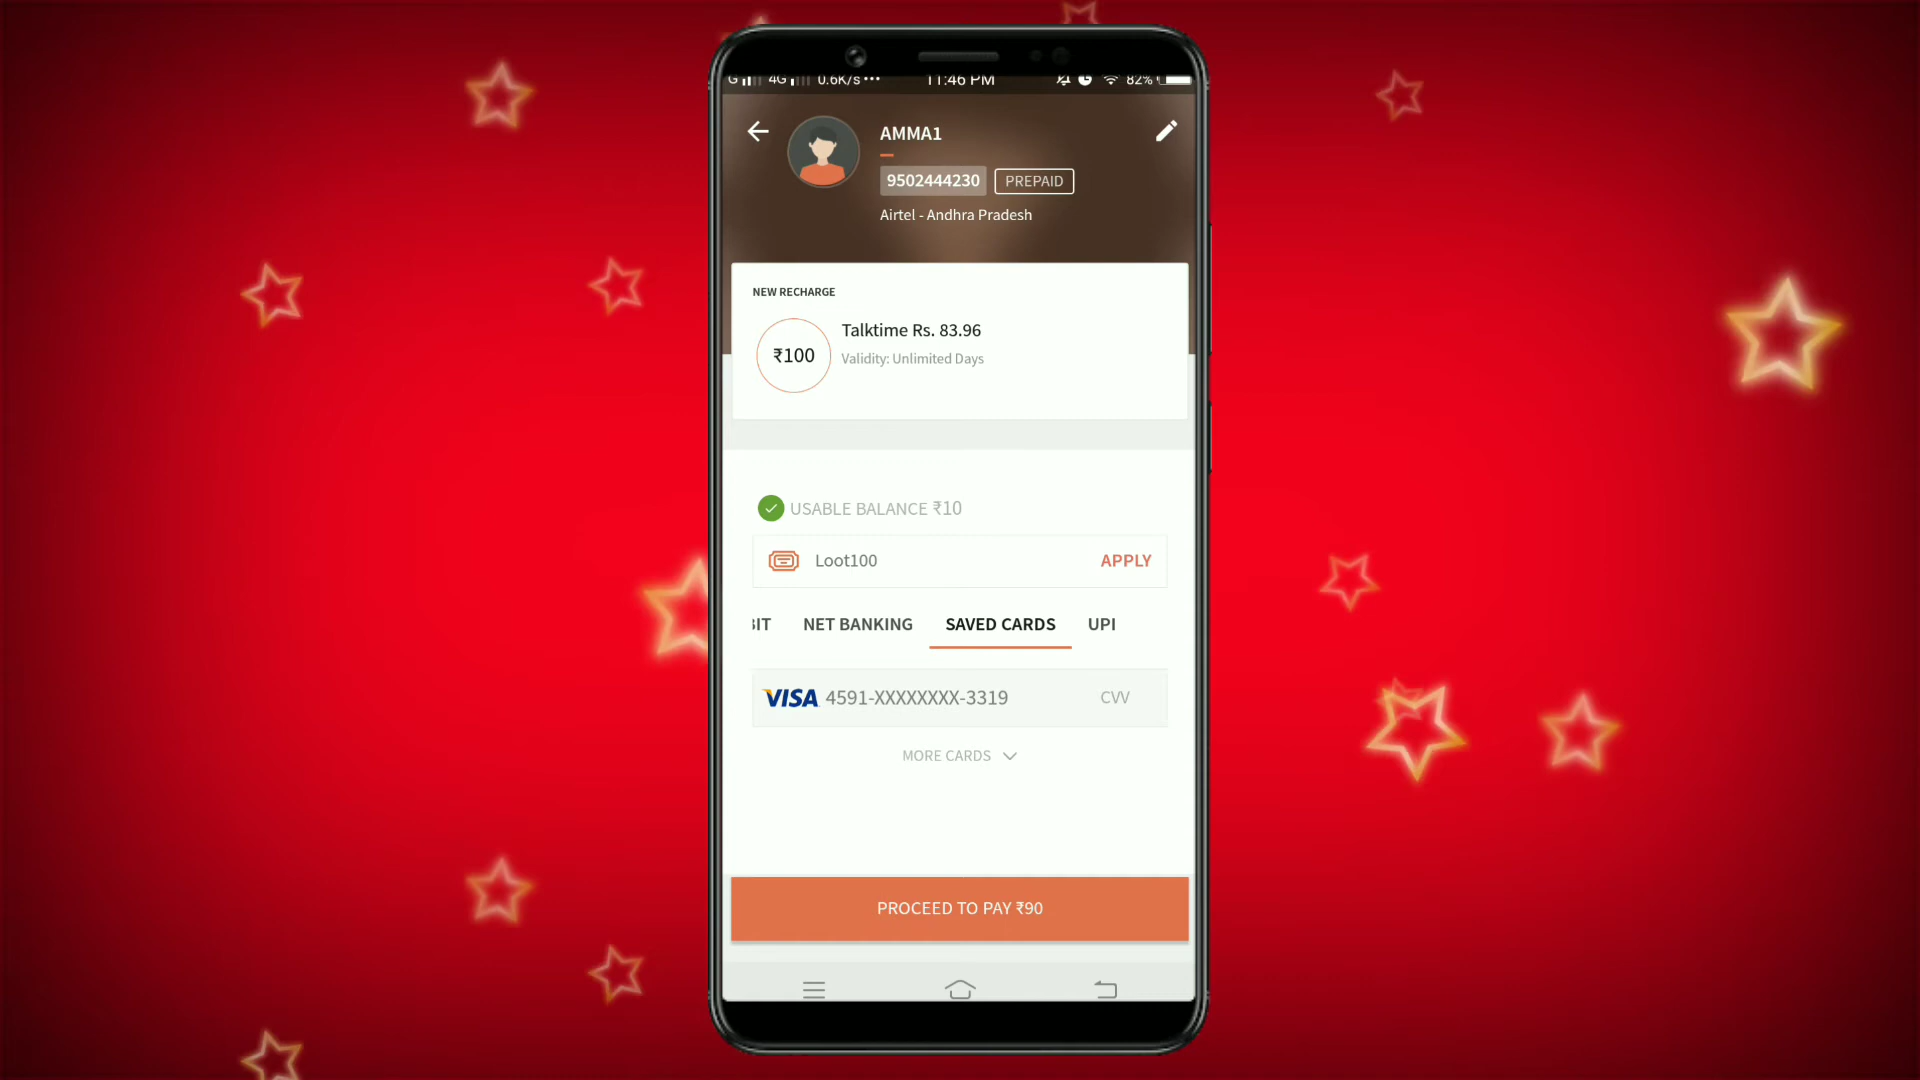 G 4G 0.6K/s ... 11:46 PM 82%
AMMA1
9502444230 PREPAID
Airtel - Andhra Pradesh
NEW RECHARGE
₹100
Talktime Rs. 83.96
Validity: Unlimited Days
USABLE BALANCE ₹10
Loot100 APPLY
BIT NET BANKING SAVED CARDS UPI
VISA 4591-XXXXXXXX-3319 CVV
MORE CARDS
PROCEED TO PAY ₹90